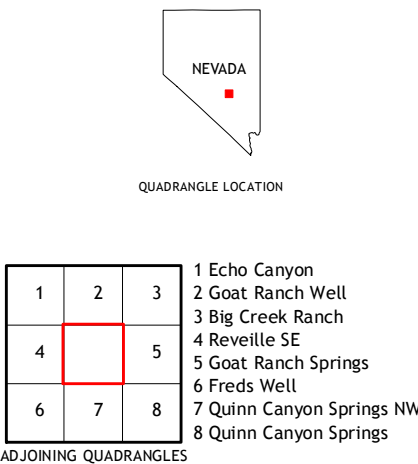 NEVADA
QUADRANGLE LOCATION
1 2 3
4 5
6 7 8
1 Echo Canyon
2 Goat Ranch Well
3 Big Creek Ranch
4 Reveille SE
5 Goat Ranch Springs
6 Freds Well
7 Quinn Canyon Springs NW
8 Quinn Canyon Springs
ADJOINING QUADRANGLES